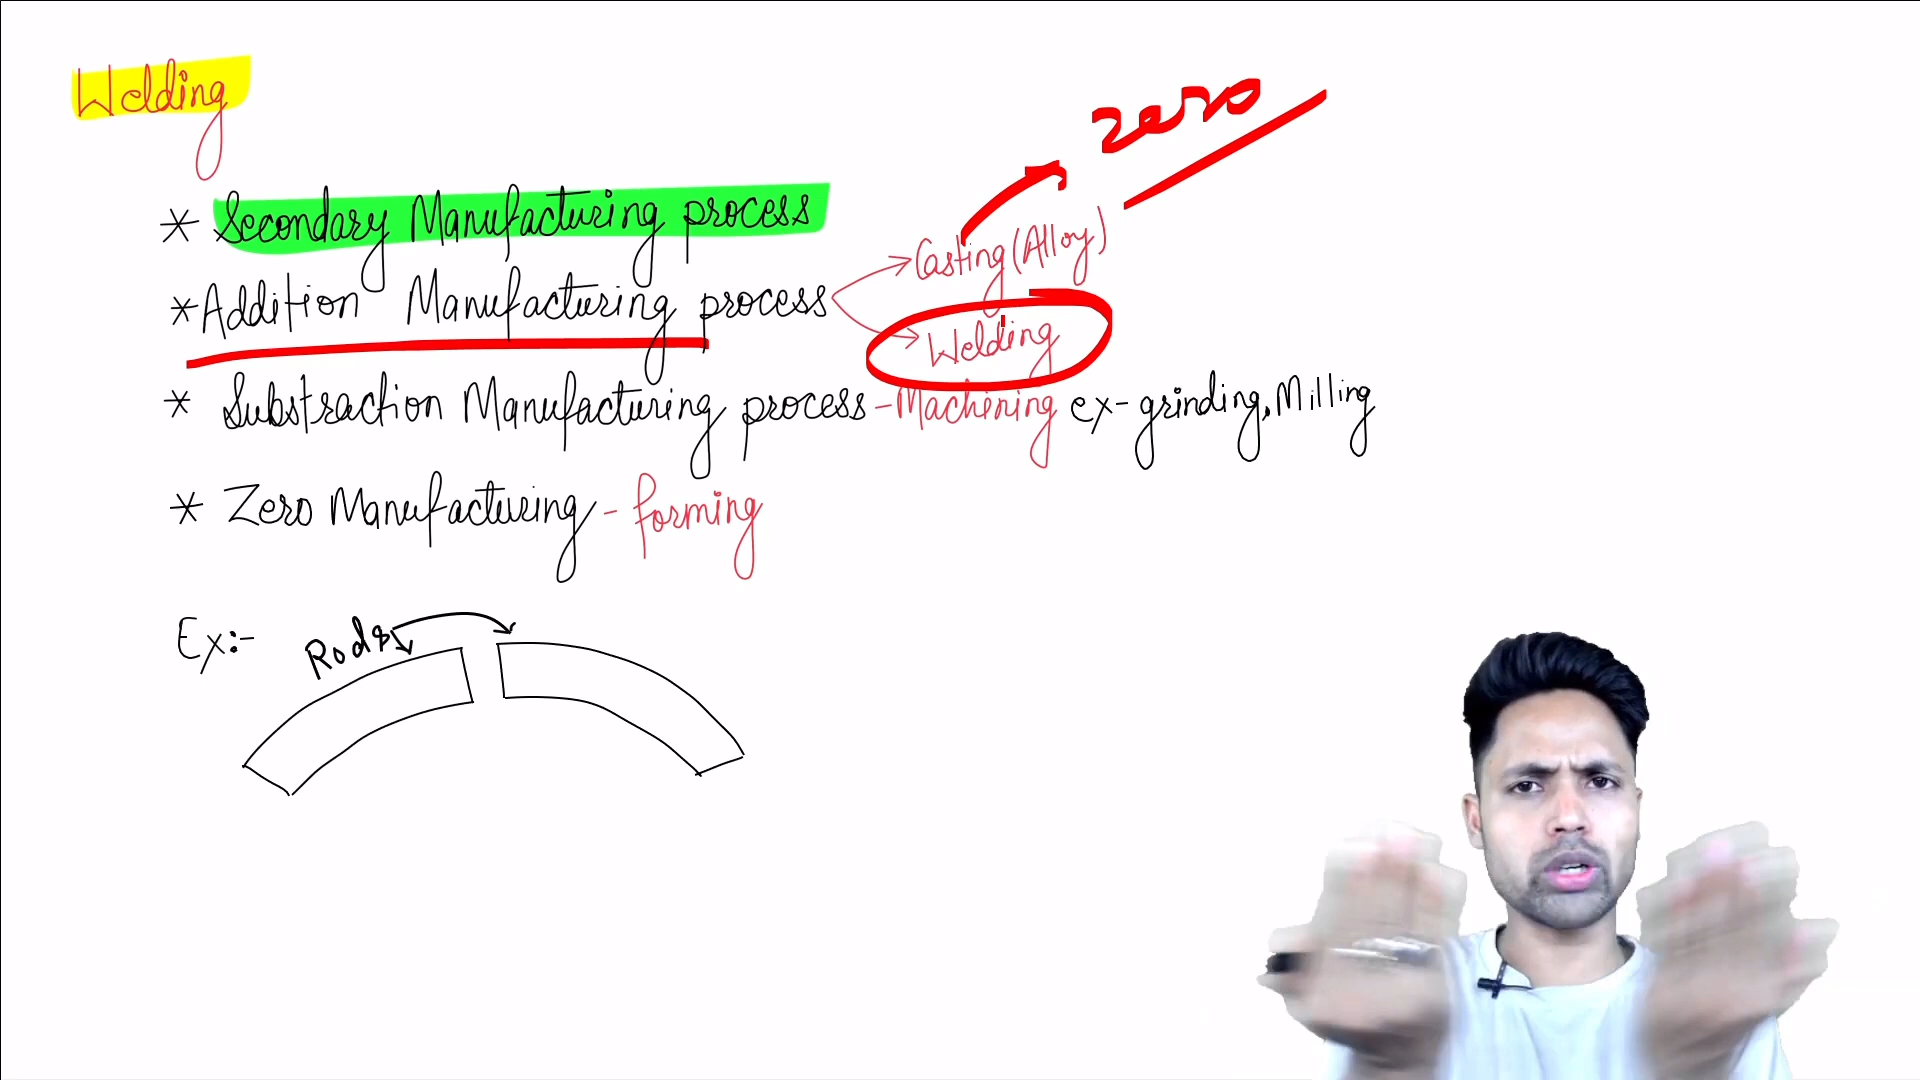 Welding
zero
* Secondary Manufacturing process
Casting (Alloy)
* Addition Manufacturing process
Welding
* Substraction Manufacturing process - Machining ex- grinding, Milling
* Zero Manufacturing - forming
Ex:- Rods